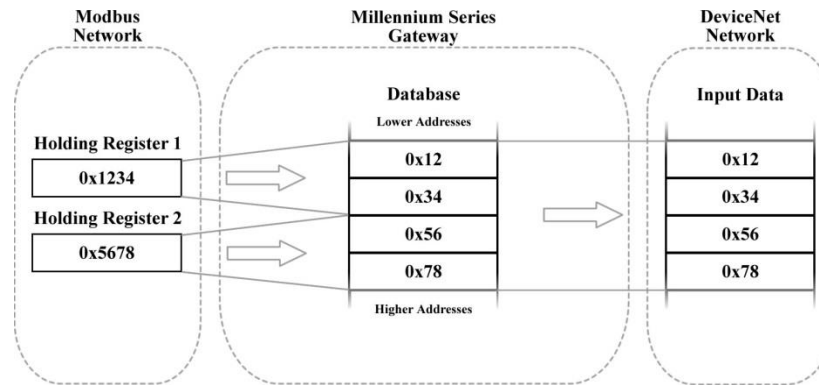 Modbus
Network
Millennium Series
Gateway
DeviceNet
Network
Database
Input Data
Lower Addresses
Holding Register 1
0x1234
Holding Register 2
0x5678
0x12
0x34
0x56
0x78
Higher Addresses
0x12
0x34
0x56
0x78